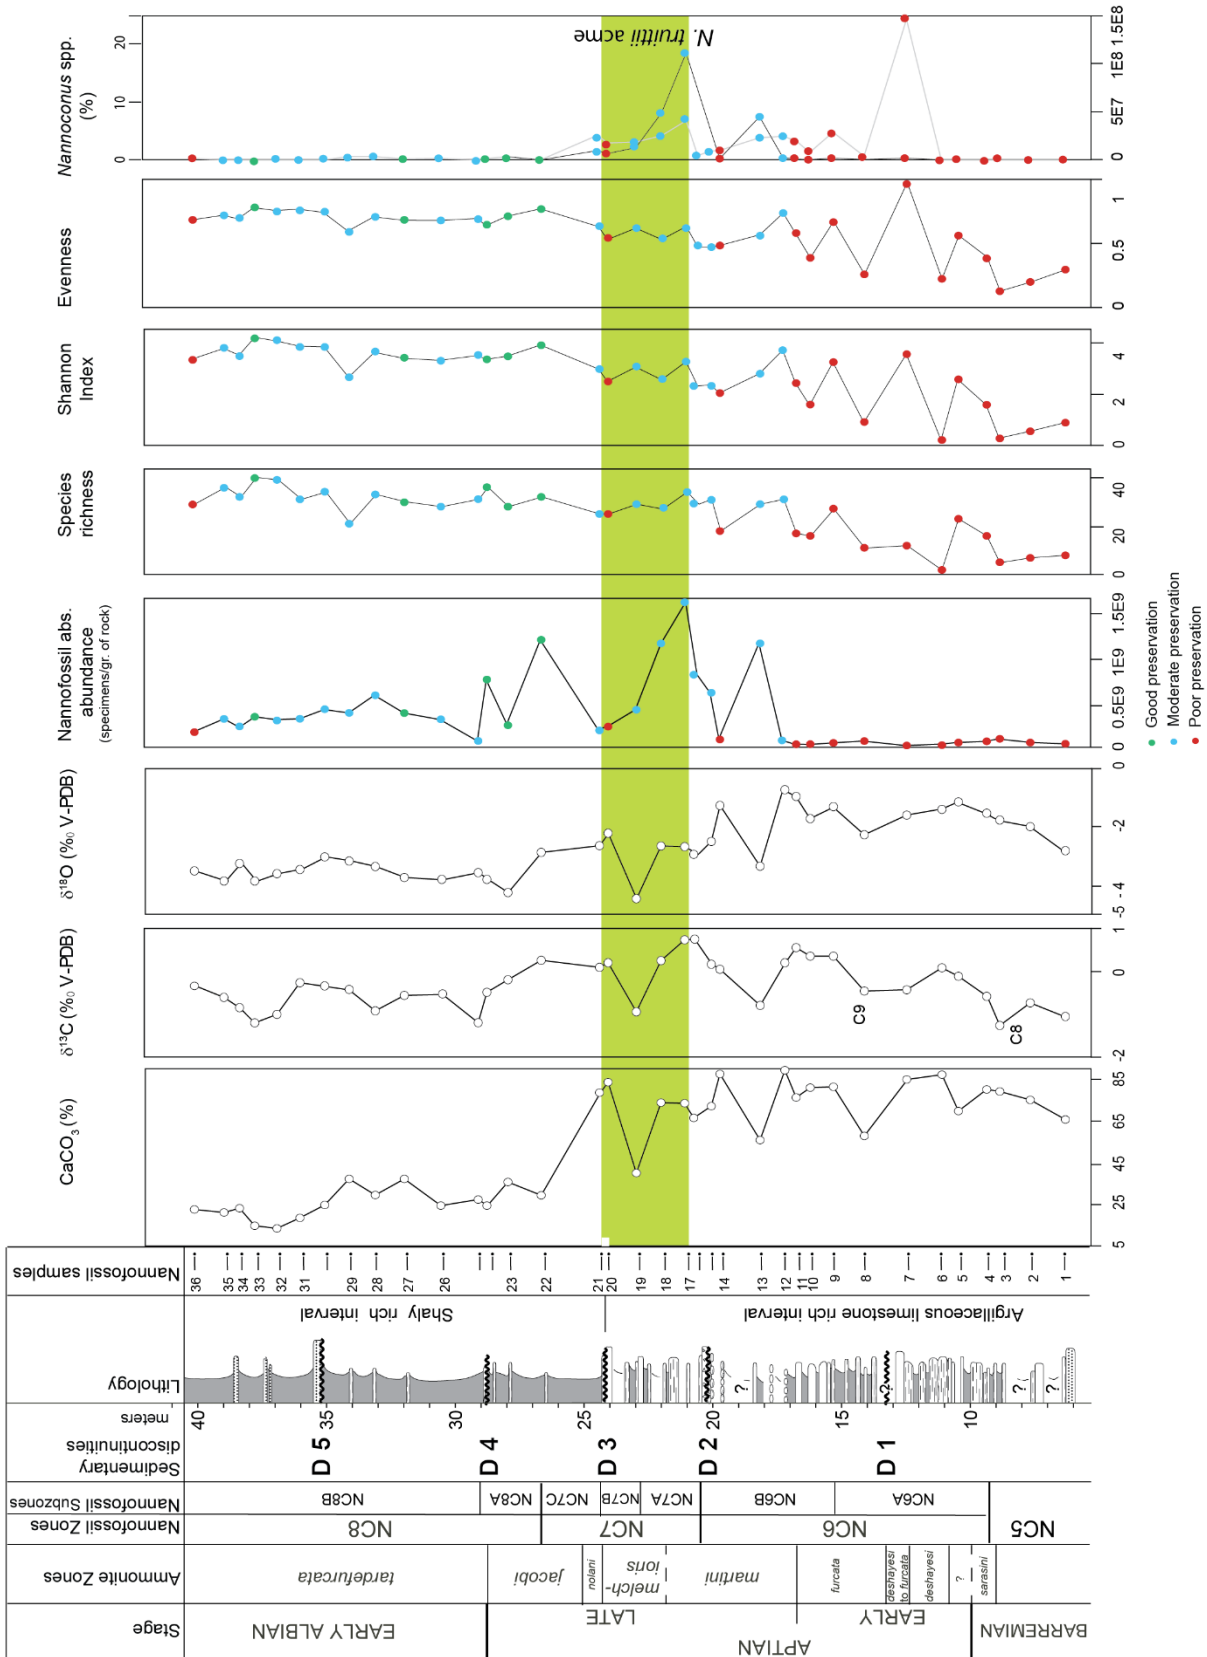 Nannoconus spp.
(%)
0
10
20
N. truittii acme
0
5E7
1E8
1.5E8
Evenness
0
0.5
1
Shannon
Index
0
2
4
Species
richness
0
20
40
Nannofossil abs.
abundance
(specimens/gr. of rock)
0
0.5E9
1E9
1.5E9
δ¹⁸O (‰ V-PDB)
-5
-4
-2
0
δ¹³C (‰ V-PDB)
C9
C8
-2
0
1
CaCO₃ (%)
5
25
45
65
85
Good preservation
Moderate preservation
Poor preservation
Nannofossil samples
36
35
34
33
32
31
29
28
27
26
23
22
21
20
19
18
17
14
13
12
11
10
9
8
7
6
5
4
3
2
1
Shaly rich interval
Argillaceous limestone rich interval
Lithology
?
?
?
?
meters
40
35
30
25
20
15
10
Sedimentary
discontinuities
D 5
D 4
D 3
D 2
D 1
Nannofossil Subzones
NC8B
NC8A
NC7C
NC7B
NC7A
NC6B
NC6A
Nannofossil Zones
NC8
NC7
NC6
NC5
Ammonite Zones
tardefurcata
jacobi
nolani
melch-
ioris
martini
furcata
deshayesi
to furcata
deshayesi
?
sarasini
Stage
EARLY ALBIAN
LATE
EARLY
APTIAN
BARREMIAN